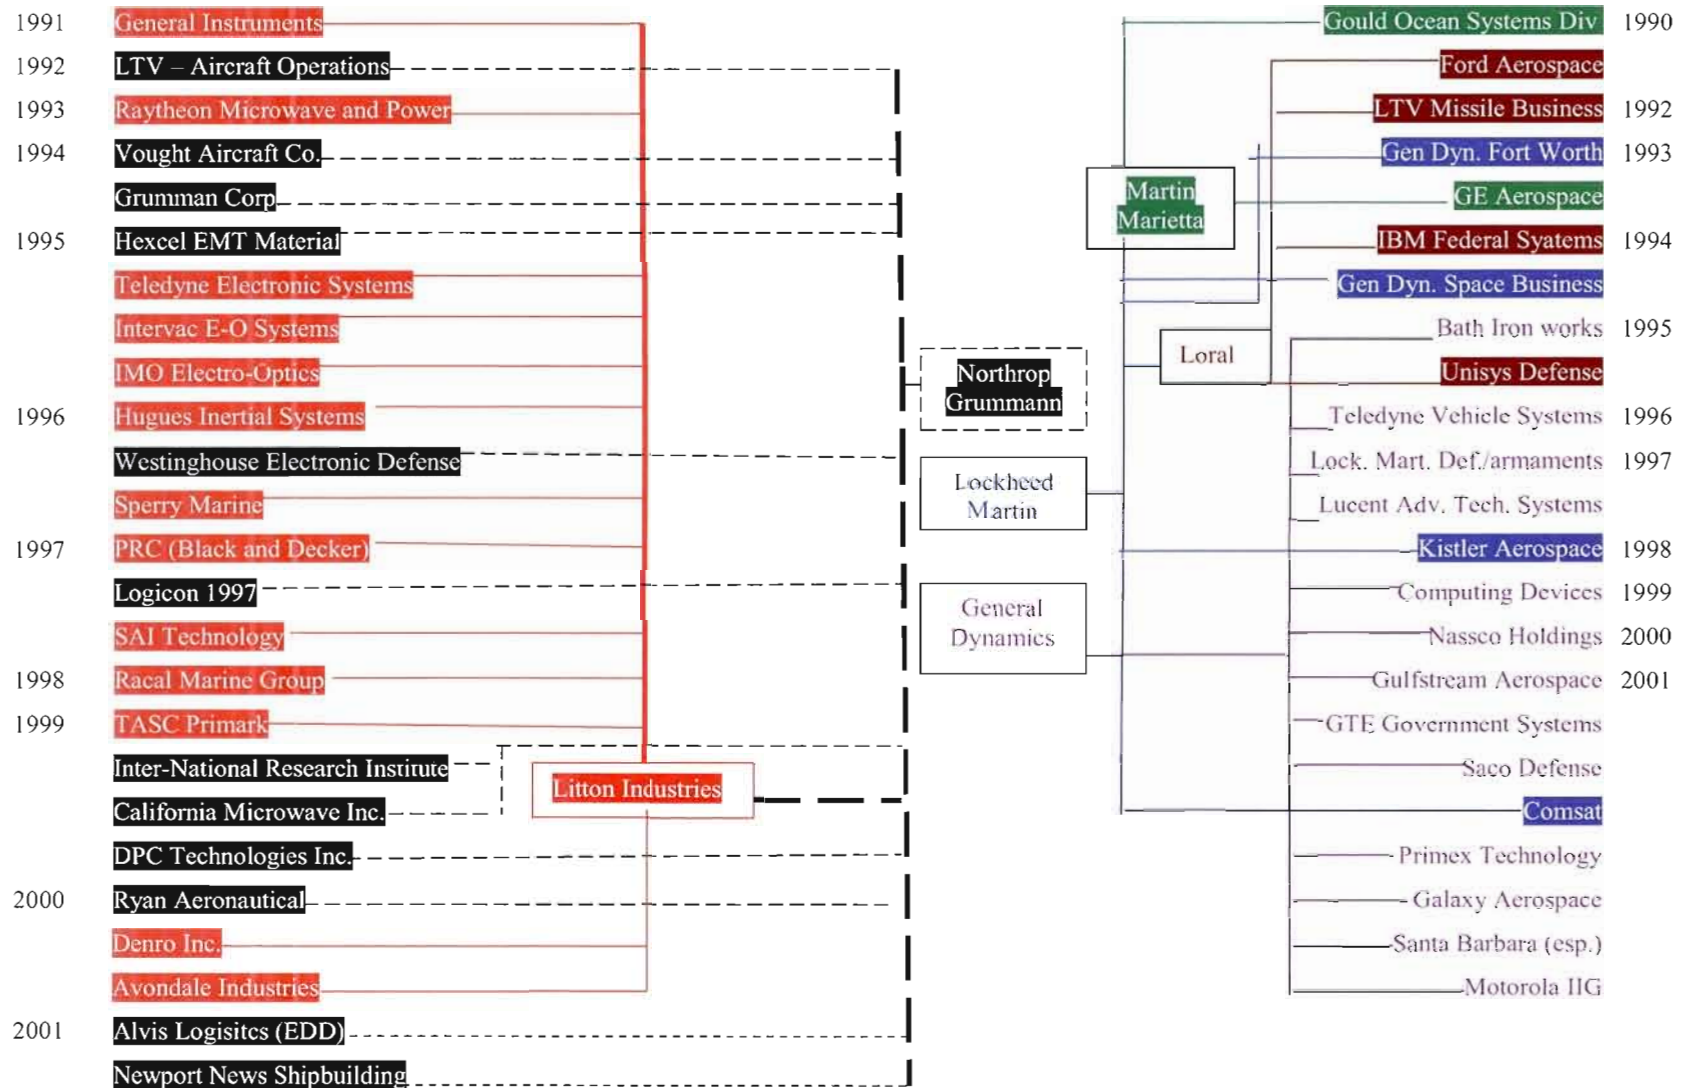 1991 General Instruments
1992 LTV – Aircraft Operations
1993 Raytheon Microwave and Power
1994 Vought Aircraft Co.
Grumman Corp
1995 Hexcel EMT Material
Teledyne Electronic Systems
Intervac E-O Systems
IMO Electro-Optics
1996 Hugues Inertial Systems
Westinghouse Electronic Defense
Sperry Marine
1997 PRC (Black and Decker)
Logicon 1997
SAI Technology
1998 Racal Marine Group
1999 TASC Primark
Inter-National Research Institute
California Microwave Inc.
DPC Technologies Inc.
2000 Ryan Aeronautical
Denro Inc.
Avondale Industries
2001 Alvis Logisitcs (EDD)
Newport News Shipbuilding
Litton Industries
Northrop
Grummann
Lockheed
Martin
General
Dynamics
Martin
Marietta
Loral
Gould Ocean Systems Div 1990
Ford Aerospace
LTV Missile Business 1992
Gen Dyn. Fort Worth 1993
GE Aerospace
IBM Federal Syatems 1994
Gen Dyn. Space Business
Bath Iron works 1995
Unisys Defense
Teledyne Vehicle Systems 1996
Lock. Mart. Def./armaments 1997
Lucent Adv. Tech. Systems
Kistler Aerospace 1998
Computing Devices 1999
Nassco Holdings 2000
Gulfstream Aerospace 2001
GTE Government Systems
Saco Defense
Comsat
Primex Technology
Galaxy Aerospace
Santa Barbara (esp.)
Motorola IIG